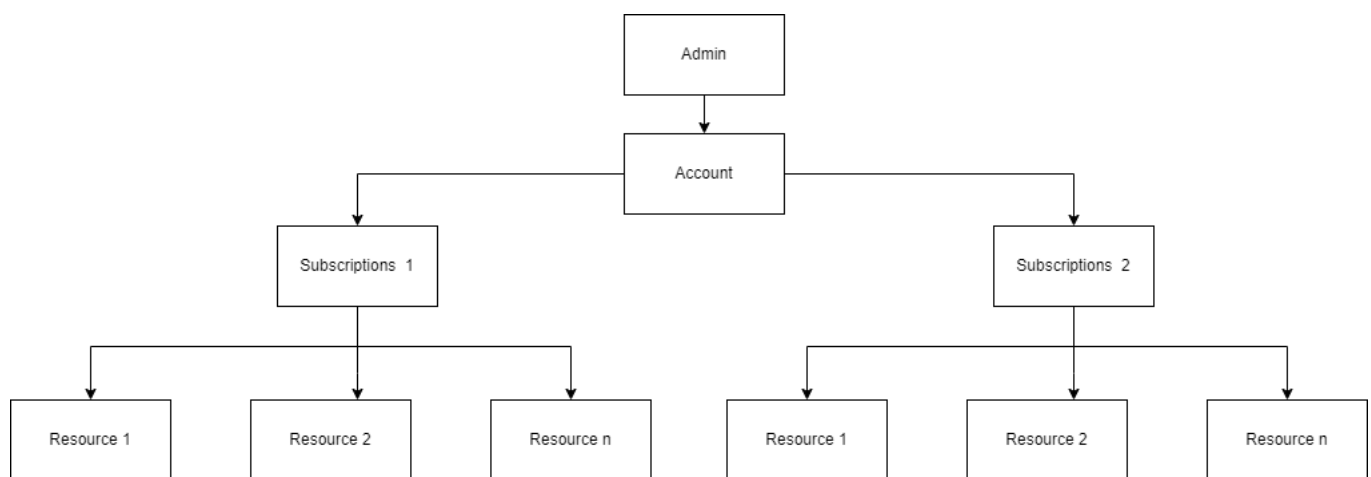 Admin
Account
Subscriptions 1
Subscriptions 2
Resource 1
Resource 2
Resource n
Resource 1
Resource 2
Resource n